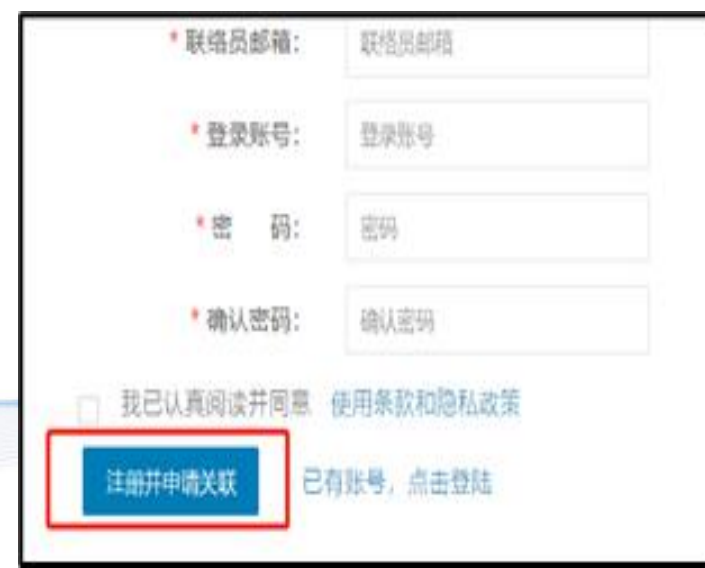 * 联络员邮箱： 联络员邮箱
* 登录账号： 登录账号
* 密 码： 密码
* 确认密码： 确认密码
我已认真阅读并同意 使用条款和隐私政策
注册并申请关联 已有账号，点击登陆